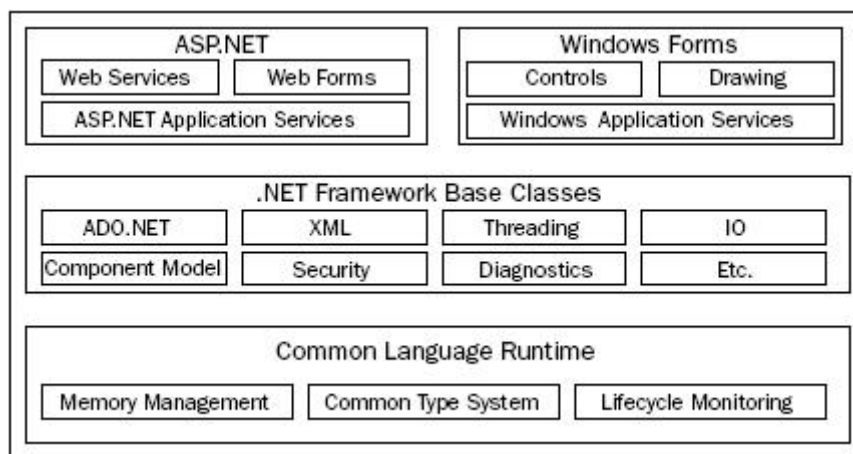 ASP.NET
Web Services
Web Forms
ASP.NET Application Services
Windows Forms
Controls
Drawing
Windows Application Services
.NET Framework Base Classes
ADO.NET
XML
Threading
IO
Component Model
Security
Diagnostics
Etc.
Common Language Runtime
Memory Management
Common Type System
Lifecycle Monitoring